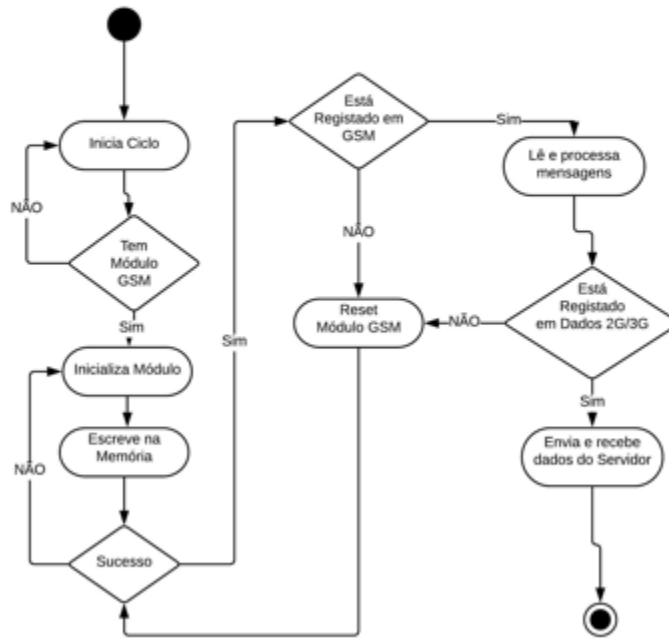 Inicia Ciclo
NÃO
Tem
Módulo
GSM
Sim
Inicializa Módulo
Escreve na
Memória
NÃO
Sucesso
Sim
Está
Registado em
GSM
Sim
NÃO
Reset
Módulo GSM
Lê e processa
mensagens
Está
Registado
em Dados 2G/3G
NÃO
Sim
Envia e recebe
dados do Servidor